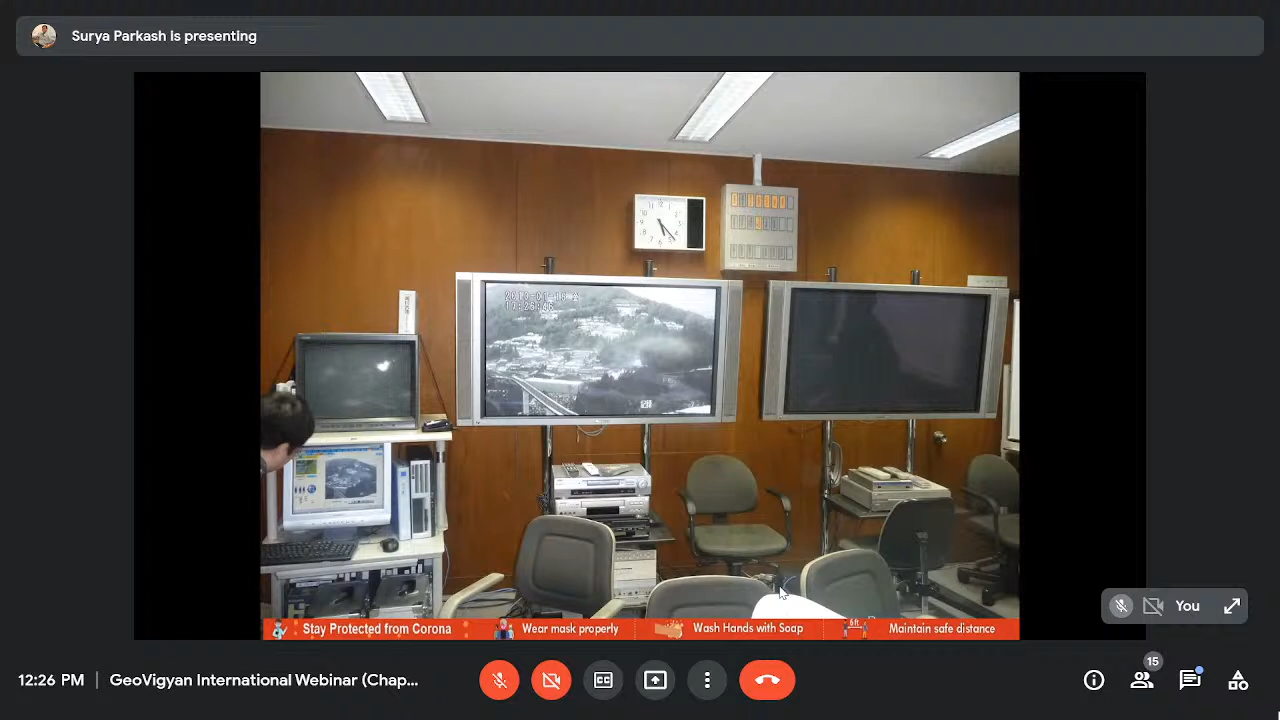 Surya Parkash is presenting
Stay Protected from Corona
Wear mask properly
Wash Hands with Soap
6ft
Maintain safe distance
You
12:26 PM | GeoVigyan International Webinar (Chap...
15